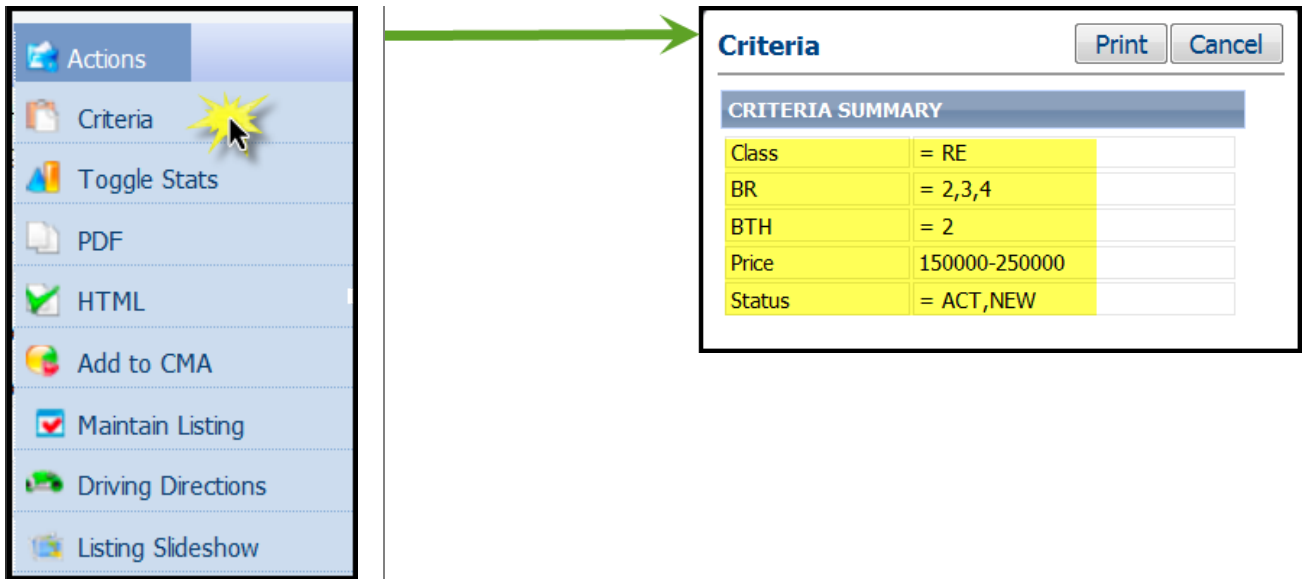 Actions
Criteria
Toggle Stats
PDF
HTML
Add to CMA
Maintain Listing
Driving Directions
Listing Slideshow
Criteria Print Cancel
CRITERIA SUMMARY
Class = RE
BR = 2,3,4
BTH = 2
Price 150000-250000
Status = ACT,NEW